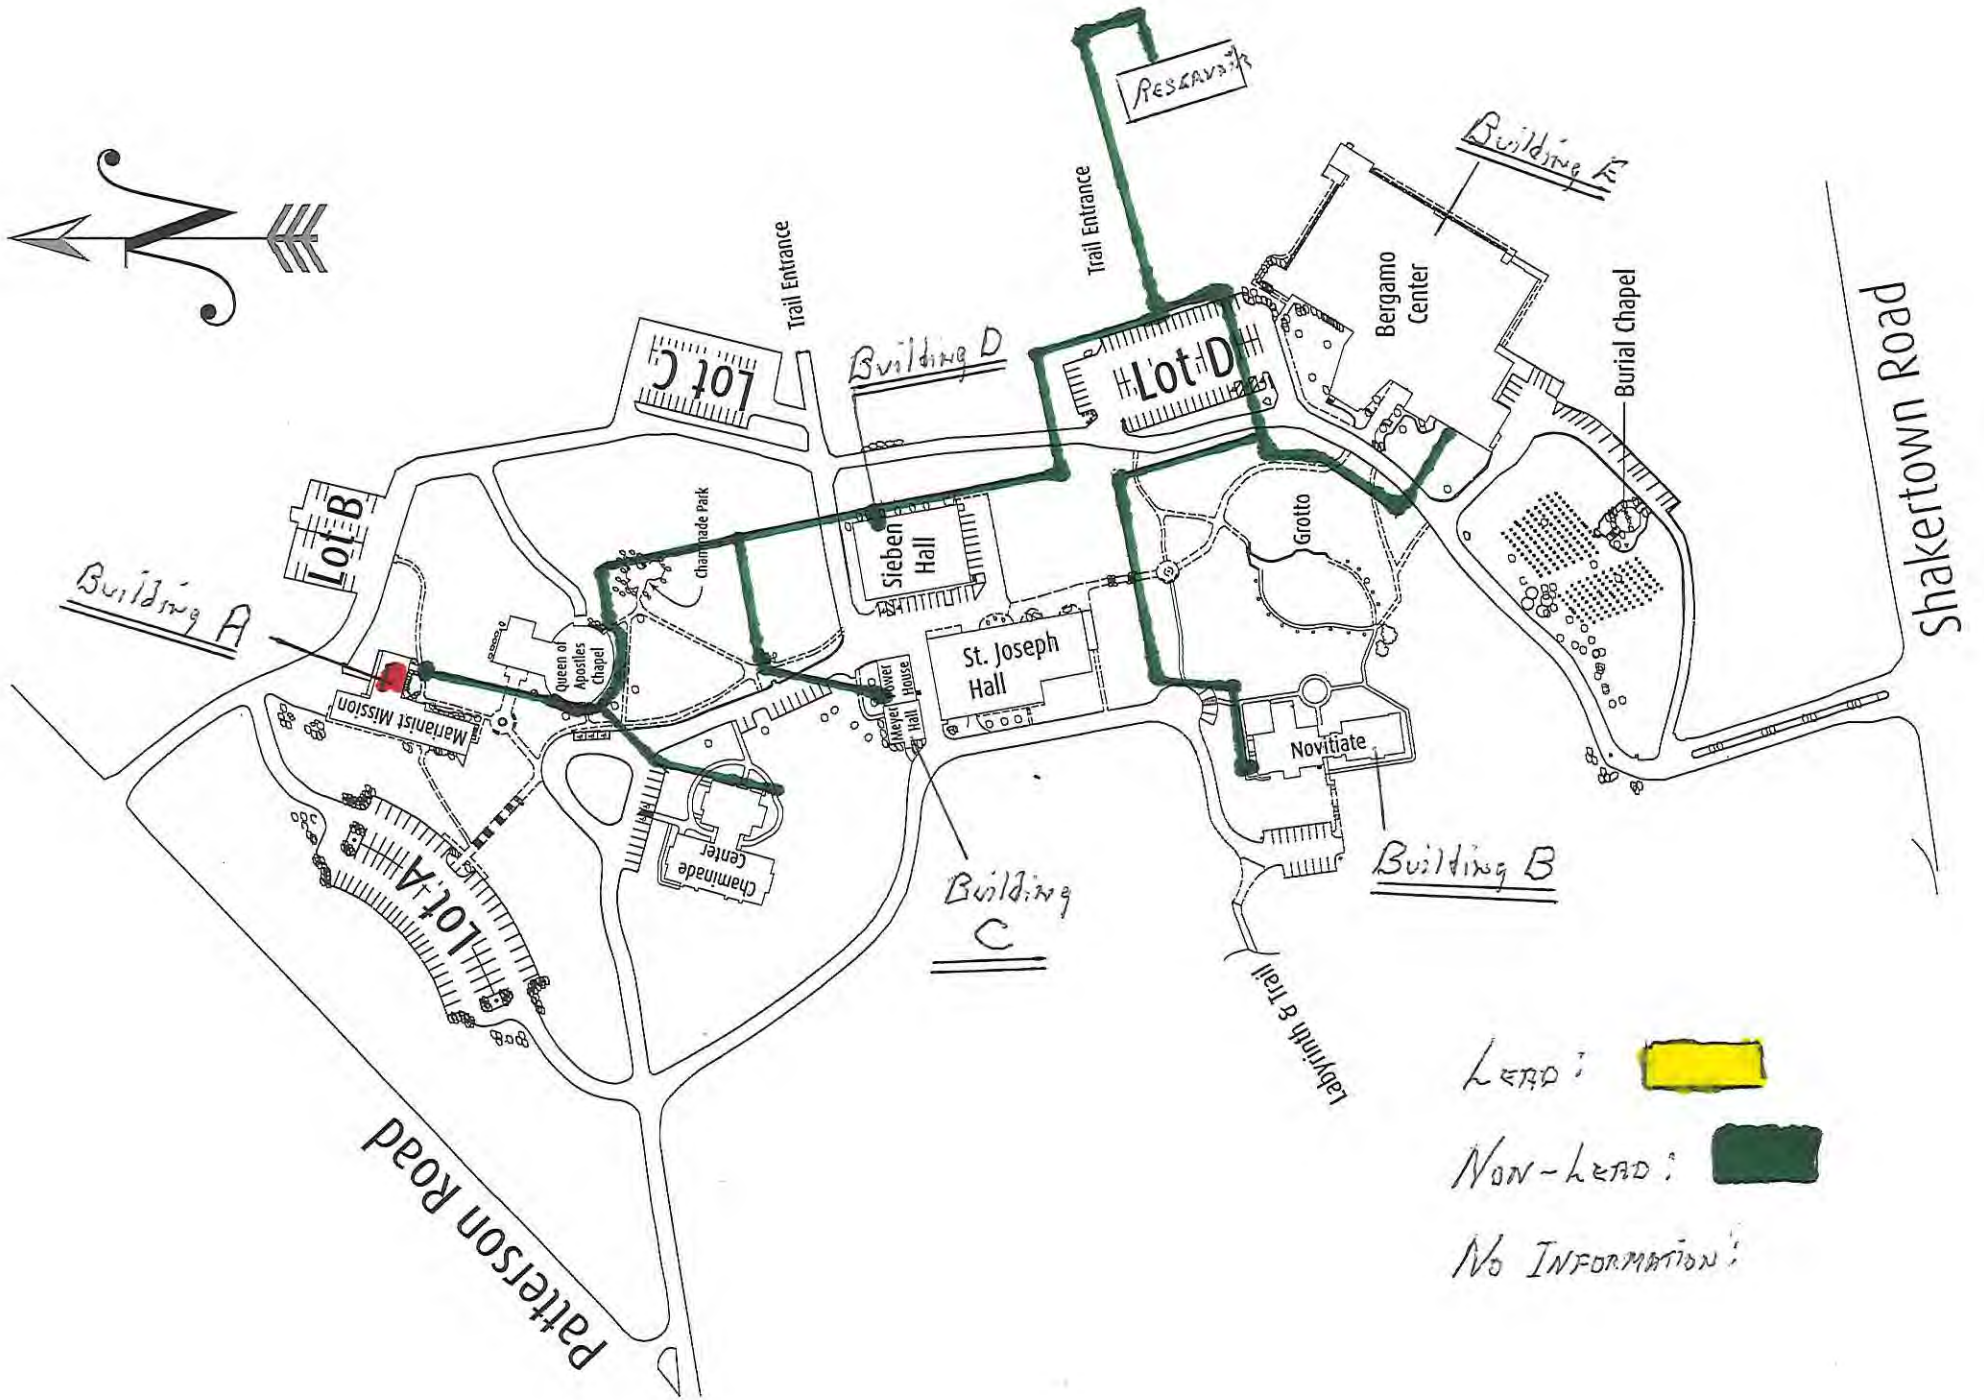 RESERVOIR
Building E
Trail Entrance
Trail Entrance
Bergamo
Center
Burial Chapel
Shakertown Road
Building D
Lot C
Lot D
Lot B
Chaminade Park
Sieben
Hall
Grotto
Building A
Queen of
Apostles
Chapel
St. Joseph
Hall
Marianist Mission
Meyer
Hall
Power
House
Novitiate
Chaminade
Center
Lot A
Building
C
Building B
Labyrinth & Trail
Patterson Road
LEAD:
NON-LEAD:
NO INFORMATION:
N